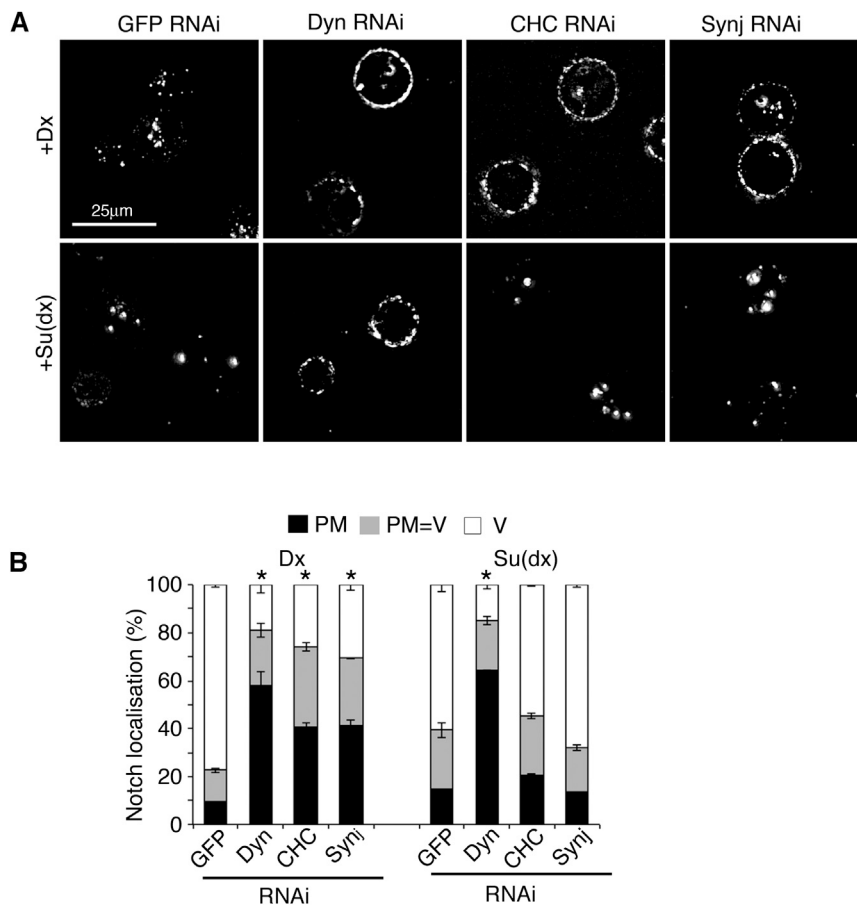 A
GFP RNAi
Dyn RNAi
CHC RNAi
Synj RNAi
+Dx
25µm
+Su(dx)
PM
PM=V
V
B
Dx
Su(dx)
* * * *
Notch localisation (%)
100
80
60
40
20
0
GFP
Dyn
CHC
Synj
GFP
Dyn
CHC
Synj
RNAi
RNAi